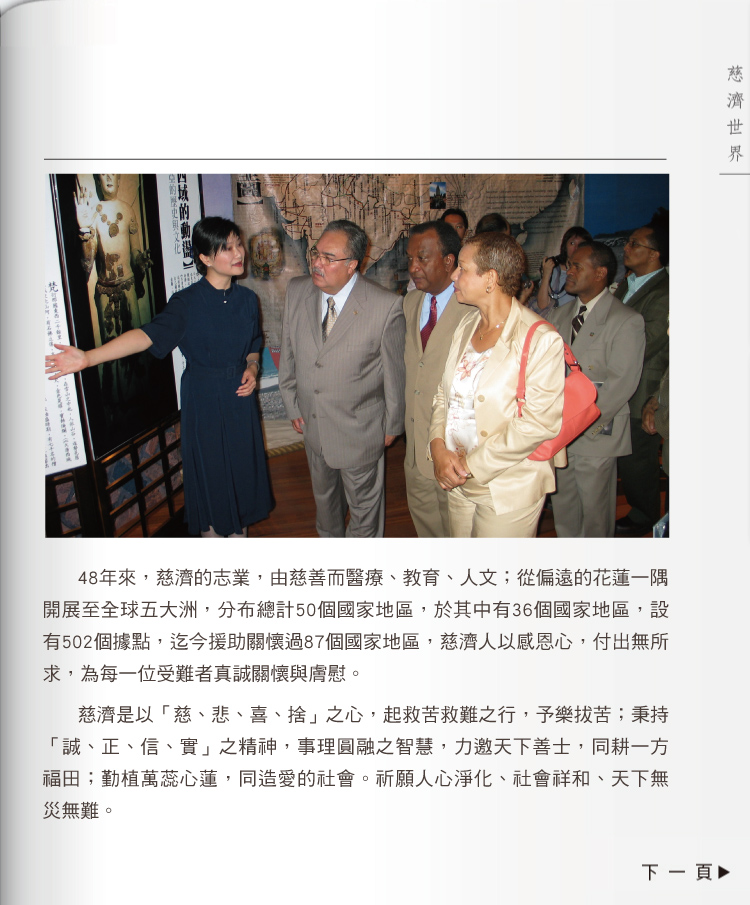 慈濟世界
西域的動盪】
梵
48年來，慈濟的志業，由慈善而醫療、教育、人文；從偏遠的花蓮一隅
開展至全球五大洲，分布總計50個國家地區，於其中有36個國家地區，設
有502個據點，迄今援助關懷過87個國家地區，慈濟人以感恩心，付出無所
求，為每一位受難者真誠關懷與膚慰。
慈濟是以「慈、悲、喜、捨」之心，起救苦救難之行，予樂拔苦；秉持
「誠、正、信、實」之精神，事理圓融之智慧，力邀天下善士，同耕一方
福田；勤植萬蕊心蓮，同造愛的社會。祈願人心淨化、社會祥和、天下無
災無難。
下一頁▶